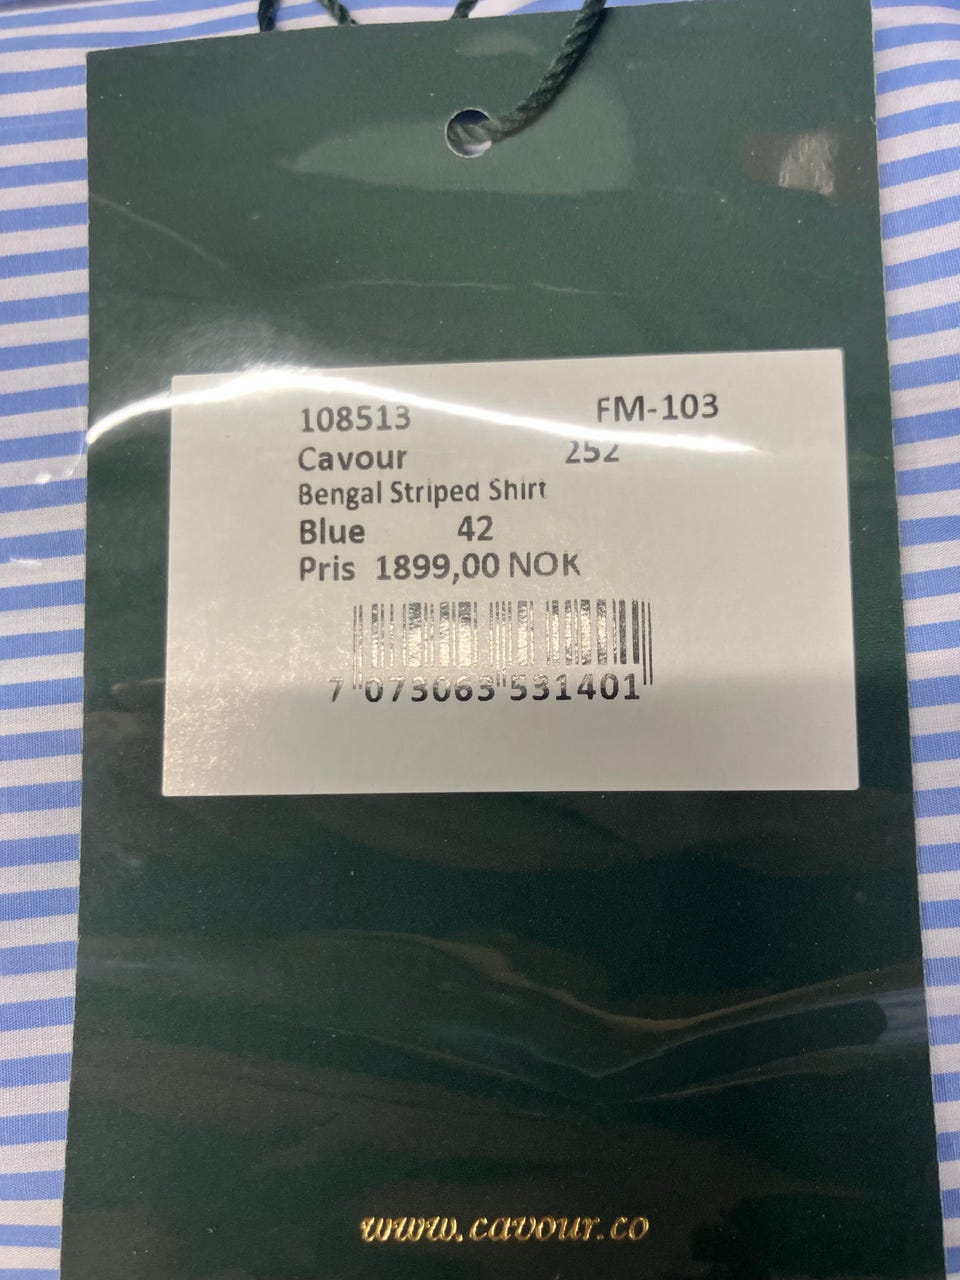 108513 FM-103
Cavour 252
Bengal Striped Shirt
Blue 42
Pris 1899,00 NOK
7 073063 531401
www.cavour.co